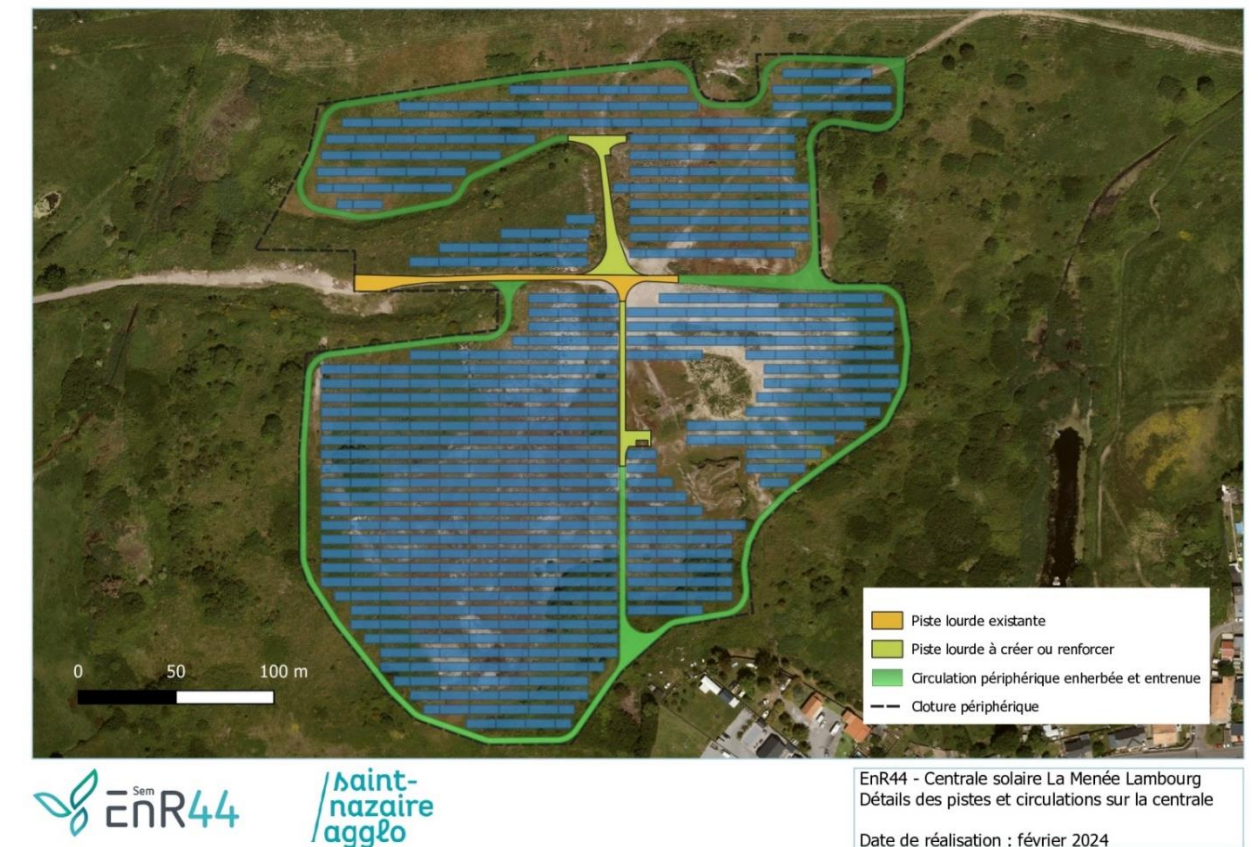 0 50 100 m
Piste lourde existante
Piste lourde à créer ou renforcer
Circulation périphérique enherbée et entrenue
Cloture périphérique
Sem
EnR44
saint-
nazaire
agglo
EnR44 - Centrale solaire La Menée Lambourg
Détails des pistes et circulations sur la centrale
Date de réalisation : février 2024